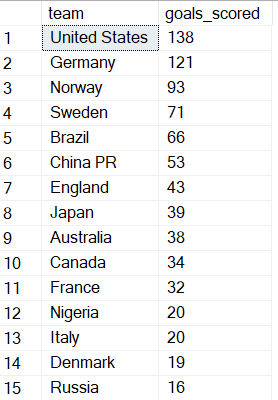 team goals_scored
1 United States 138
2 Germany 121
3 Norway 93
4 Sweden 71
5 Brazil 66
6 China PR 53
7 England 43
8 Japan 39
9 Australia 38
10 Canada 34
11 France 32
12 Nigeria 20
13 Italy 20
14 Denmark 19
15 Russia 16